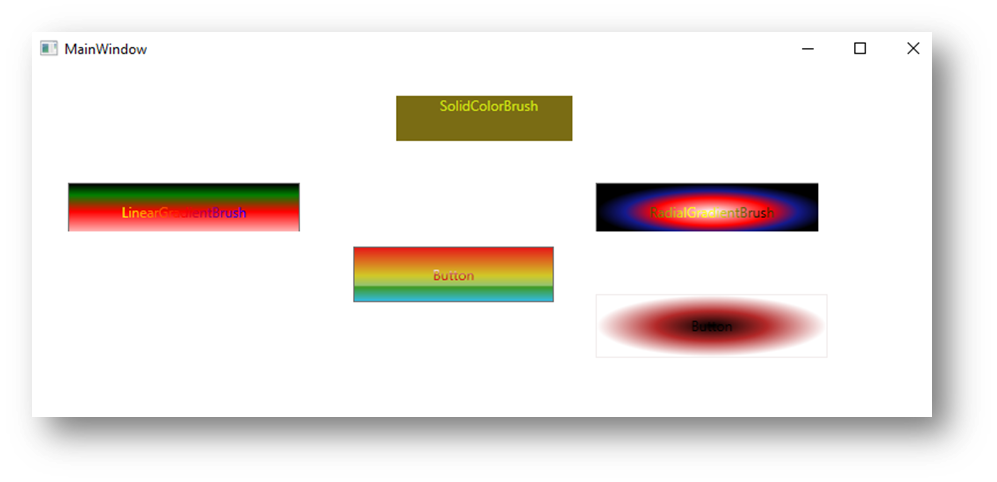 MainWindow
SolidColorBrush
LinearGradientBrush
RadialGradientBrush
Button
Button